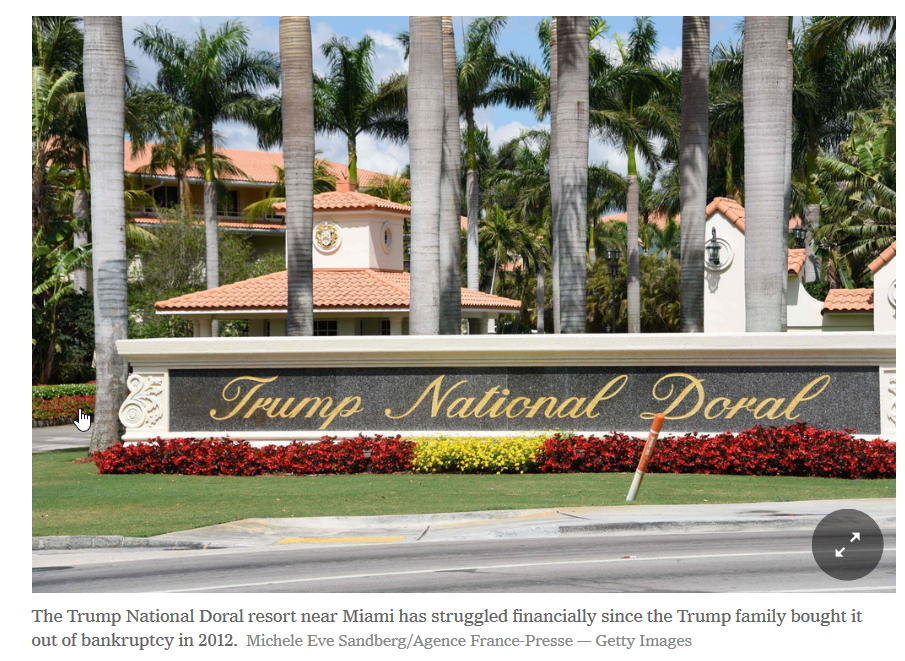 Trump National Doral
The Trump National Doral resort near Miami has struggled financially since the Trump family bought it
out of bankruptcy in 2012. Michele Eve Sandberg/Agence France-Presse — Getty Images